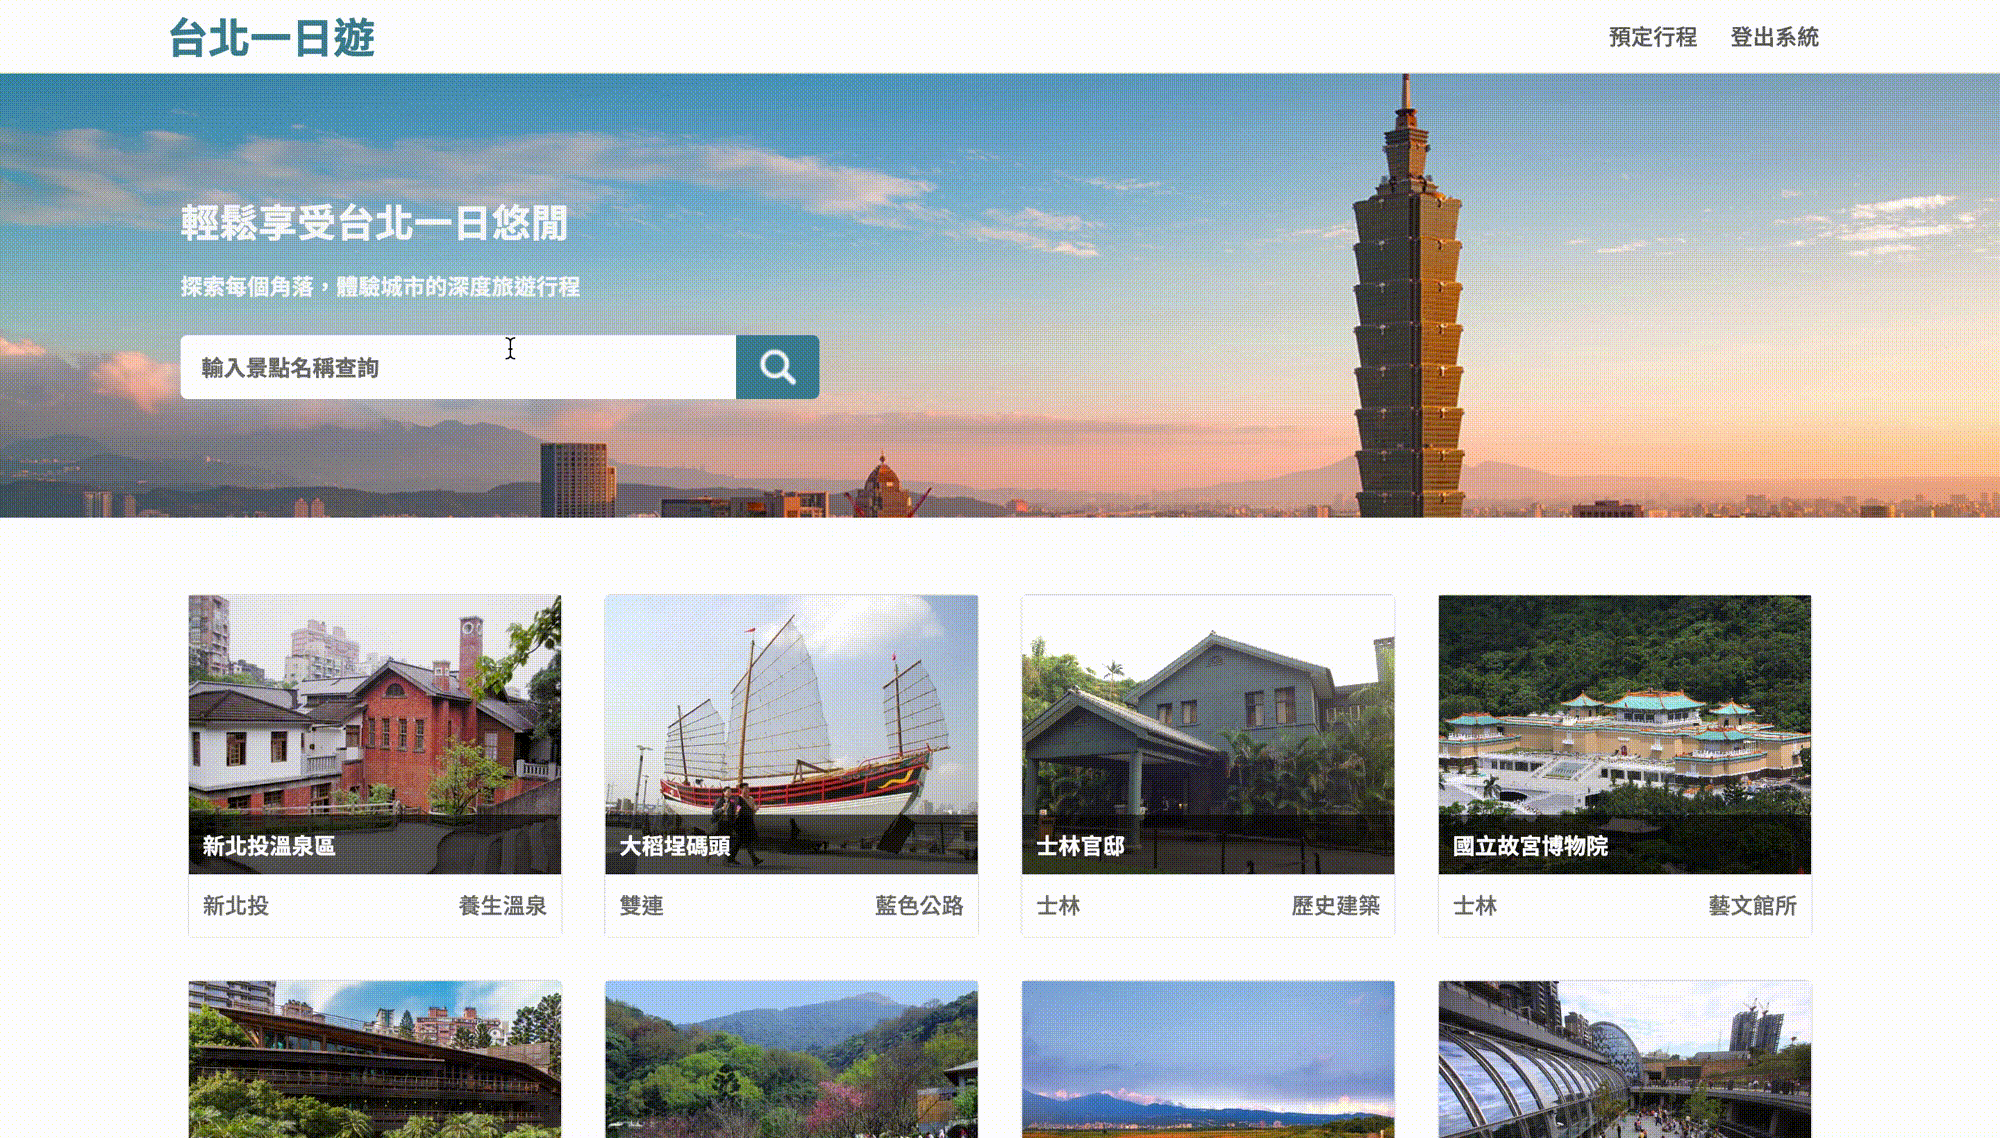 台北一日遊
預定行程
登出系統
輕鬆享受台北一日悠閒
探索每個角落，體驗城市的深度旅遊行程
輸入景點名稱查詢
新北投溫泉區
新北投
養生溫泉
大稻埕碼頭
雙連
藍色公路
士林官邸
士林
歷史建築
國立故宮博物院
士林
藝文館所